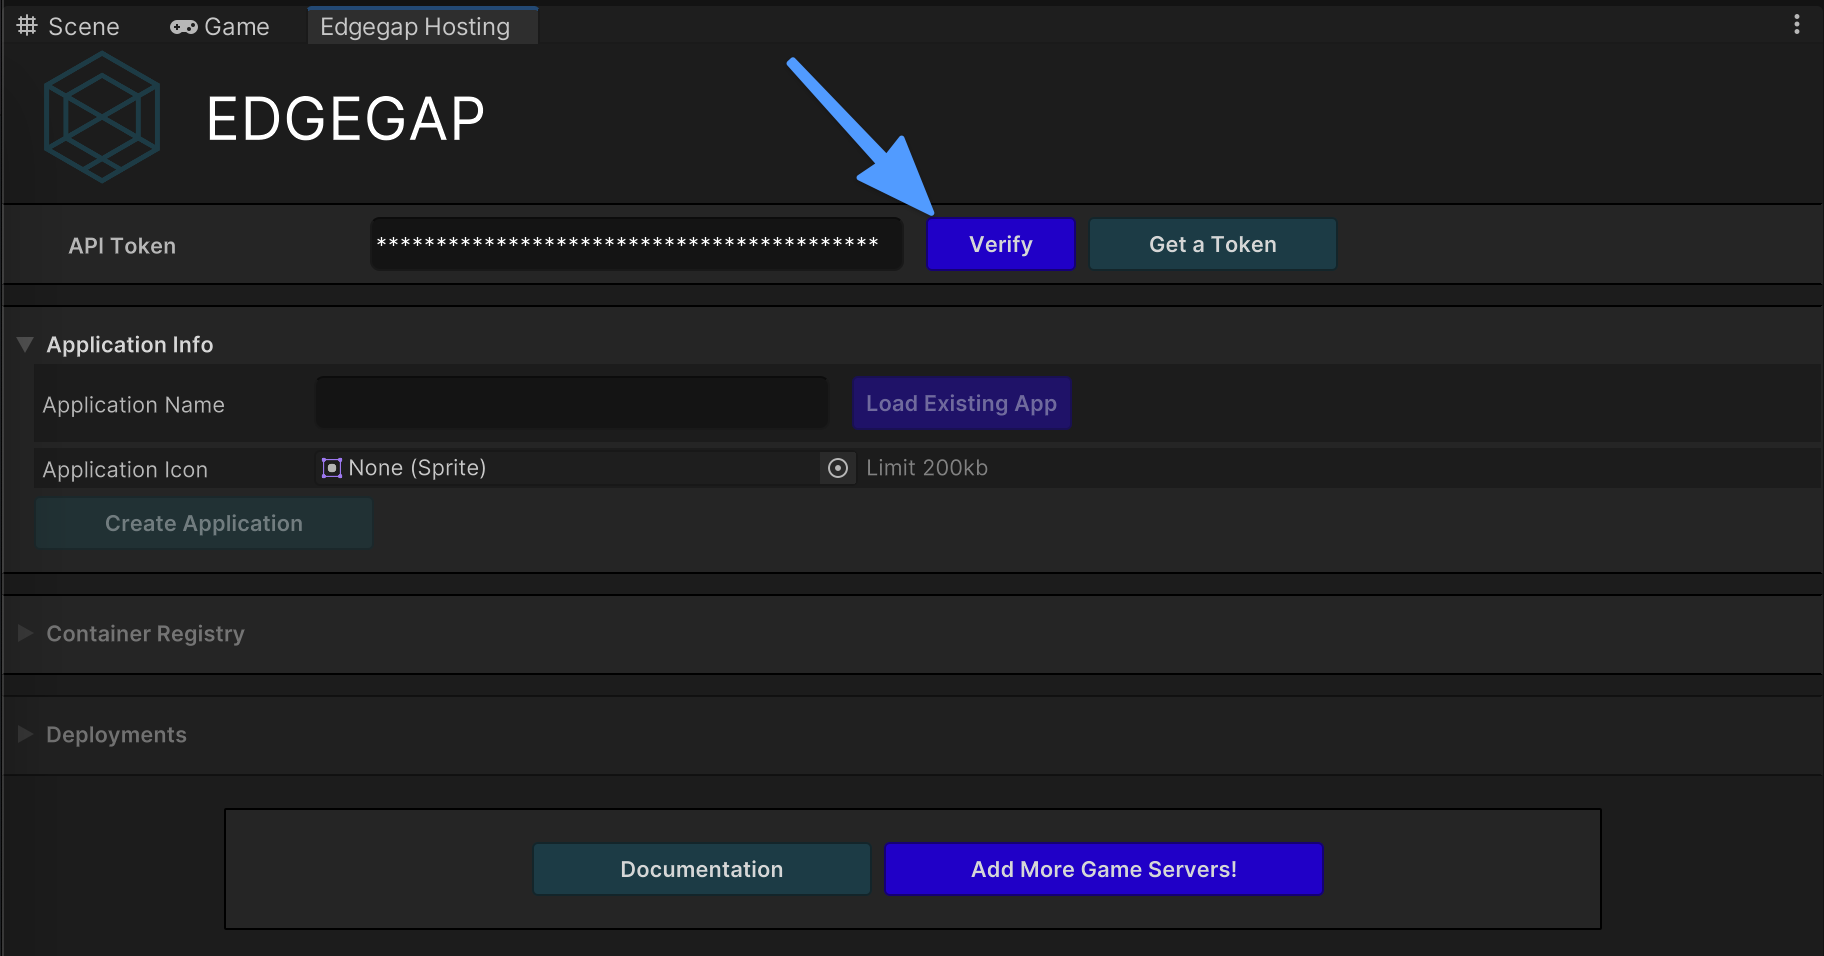 Scene Game Edgegap Hosting
EDGEGAP
API Token ****************************************** Verify Get a Token
Application Info
Application Name Load Existing App
Application Icon None (Sprite) Limit 200kb
Create Application
Container Registry
Deployments
Documentation Add More Game Servers!